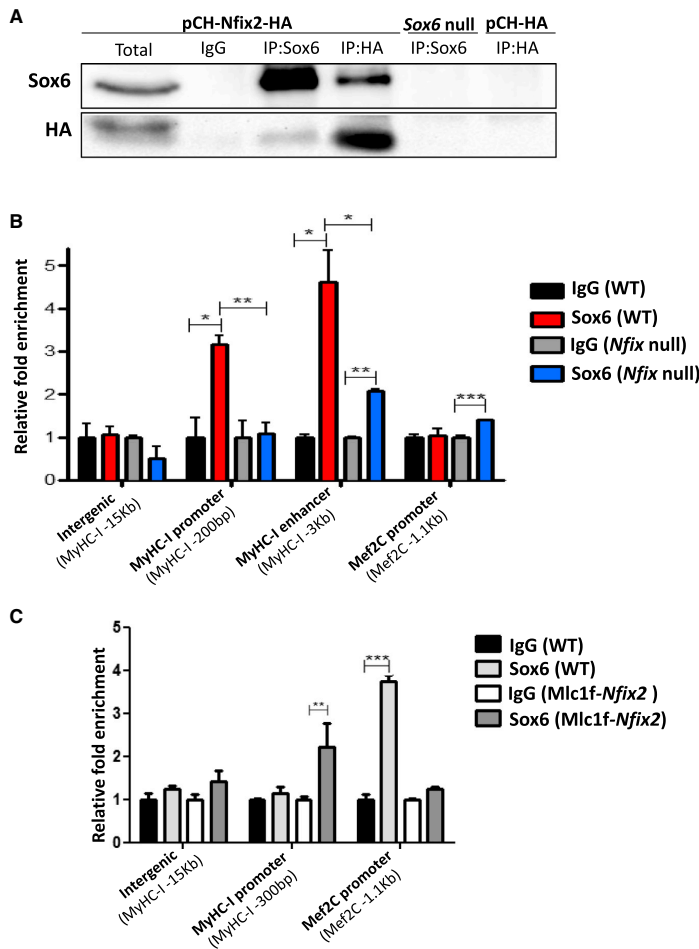 A
pCH-Nfix2-HA Sox6 null pCH-HA
Total IgG IP:Sox6 IP:HA IP:Sox6 IP:HA
Sox6
HA
B
Relative fold enrichment
5
4
3
2
1
0
* ** * * ** ***
IgG (WT)
Sox6 (WT)
IgG (Nfix null)
Sox6 (Nfix null)
Intergenic
(MyHC-I -15Kb)
MyHC-I promoter
(MyHC-I -200bp)
MyHC-I enhancer
(MyHC-I -3Kb)
Mef2C promoter
(Mef2C -1.1Kb)
C
Relative fold enrichment
5
4
3
2
1
0
** ***
IgG (WT)
Sox6 (WT)
IgG (Mlc1f-Nfix2 )
Sox6 (Mlc1f-Nfix2)
Intergenic
(MyHC-I -15Kb)
MyHC-I promoter
(MyHC-I -300bp)
Mef2C promoter
(Mef2C -1.1Kb)